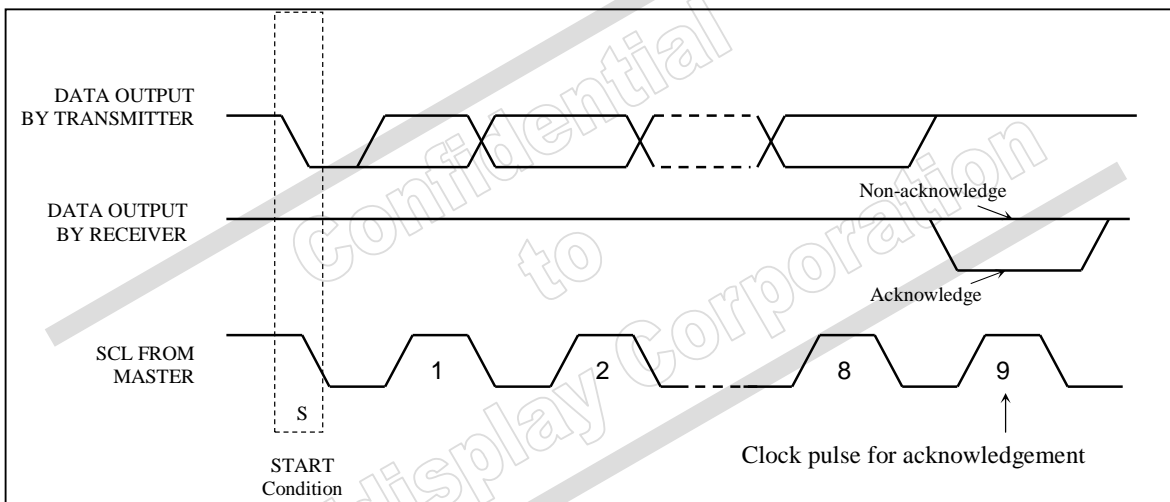 DATA OUTPUT
BY TRANSMITTER
Non-acknowledge
DATA OUTPUT
BY RECEIVER
Acknowledge
SCL FROM
MASTER
1
2
8
9
S
START
Condition
Clock pulse for acknowledgement
Confidential
to
display Corporation